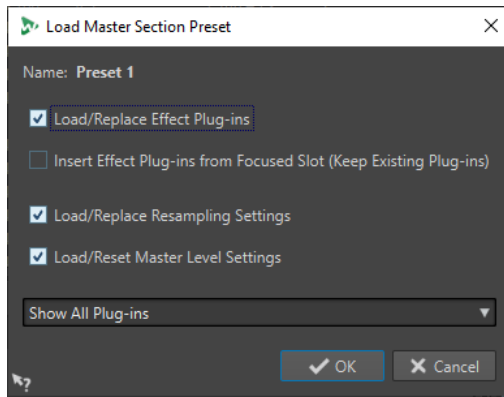 Load Master Section Preset
Name: Preset 1
Load/Replace Effect Plug-ins
Insert Effect Plug-ins from Focused Slot (Keep Existing Plug-ins)
Load/Replace Resampling Settings
Load/Reset Master Level Settings
Show All Plug-ins
OK
Cancel
?